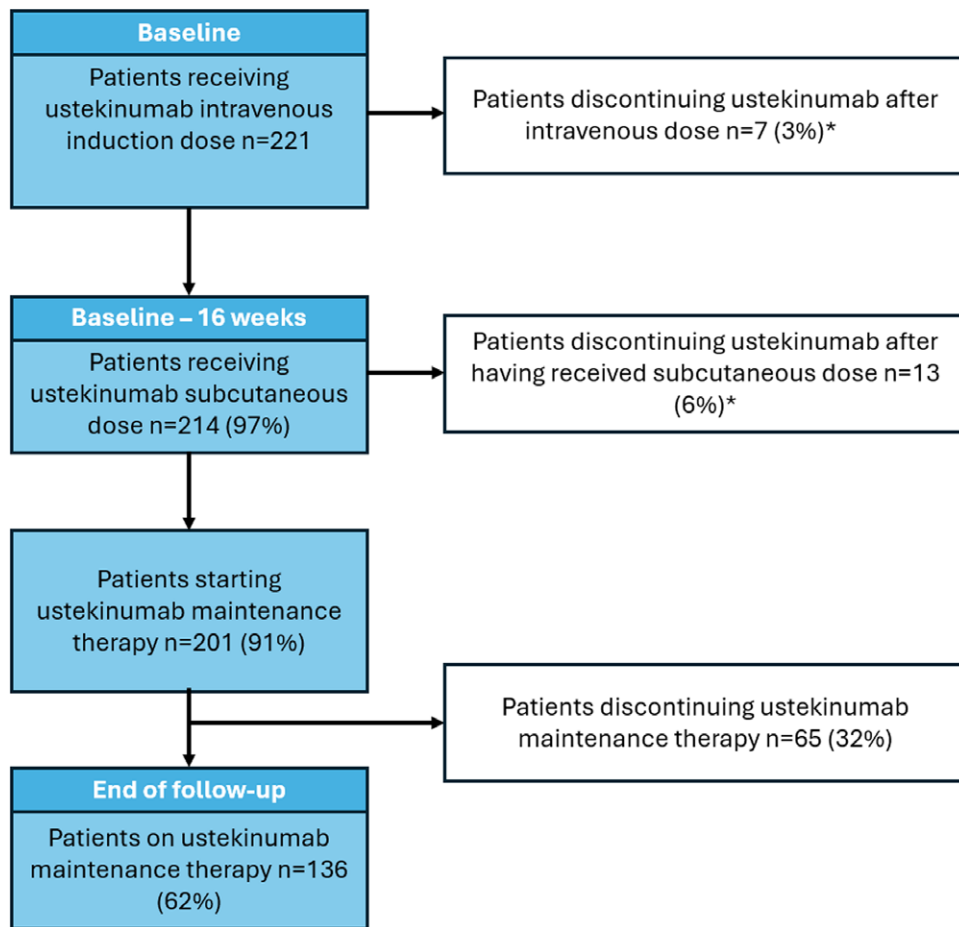 Baseline
Patients receiving
ustekinumab intravenous
induction dose n=221
Patients discontinuing ustekinumab after
intravenous dose n=7 (3%)*
Baseline – 16 weeks
Patients receiving
ustekinumab subcutaneous
dose n=214 (97%)
Patients discontinuing ustekinumab after
having received subcutaneous dose n=13
(6%)*
Patients starting
ustekinumab maintenance
therapy n=201 (91%)
Patients discontinuing ustekinumab
maintenance therapy n=65 (32%)
End of follow-up
Patients on ustekinumab
maintenance therapy n=136
(62%)